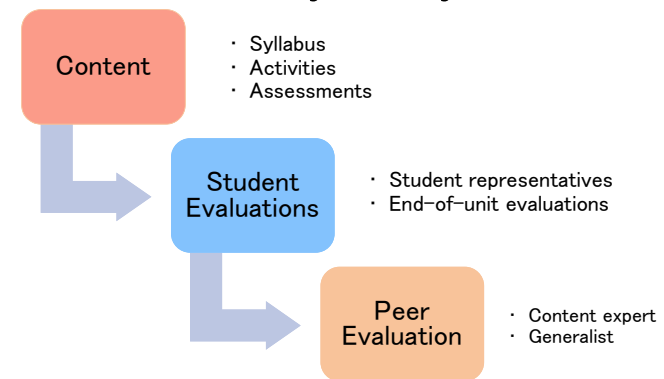 Content
· Syllabus
· Activities
· Assessments
Student
Evaluations
· Student representatives
· End-of-unit evaluations
Peer
Evaluation
· Content expert
· Generalist